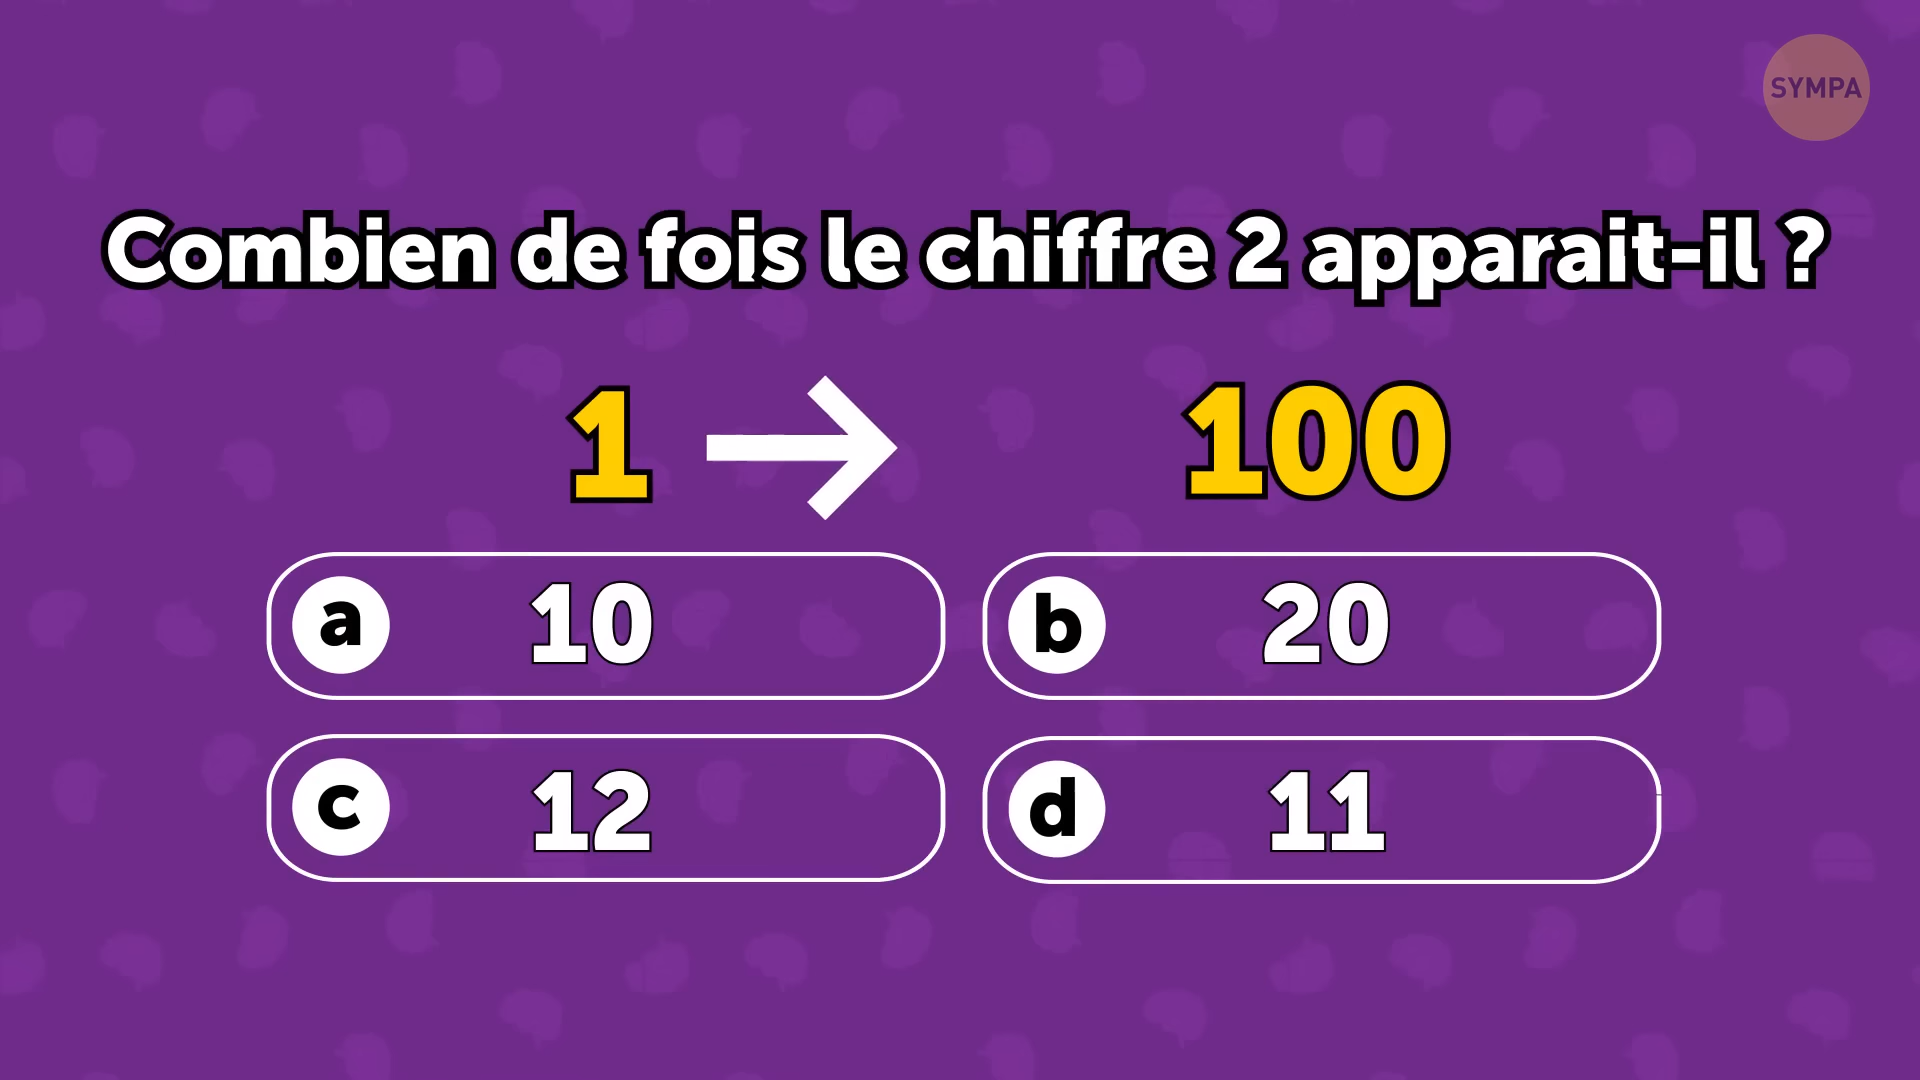 SYMPA
Combien de fois le chiffre 2 apparait-il ?
1 → 100
a 10
b 20
c 12
d 11